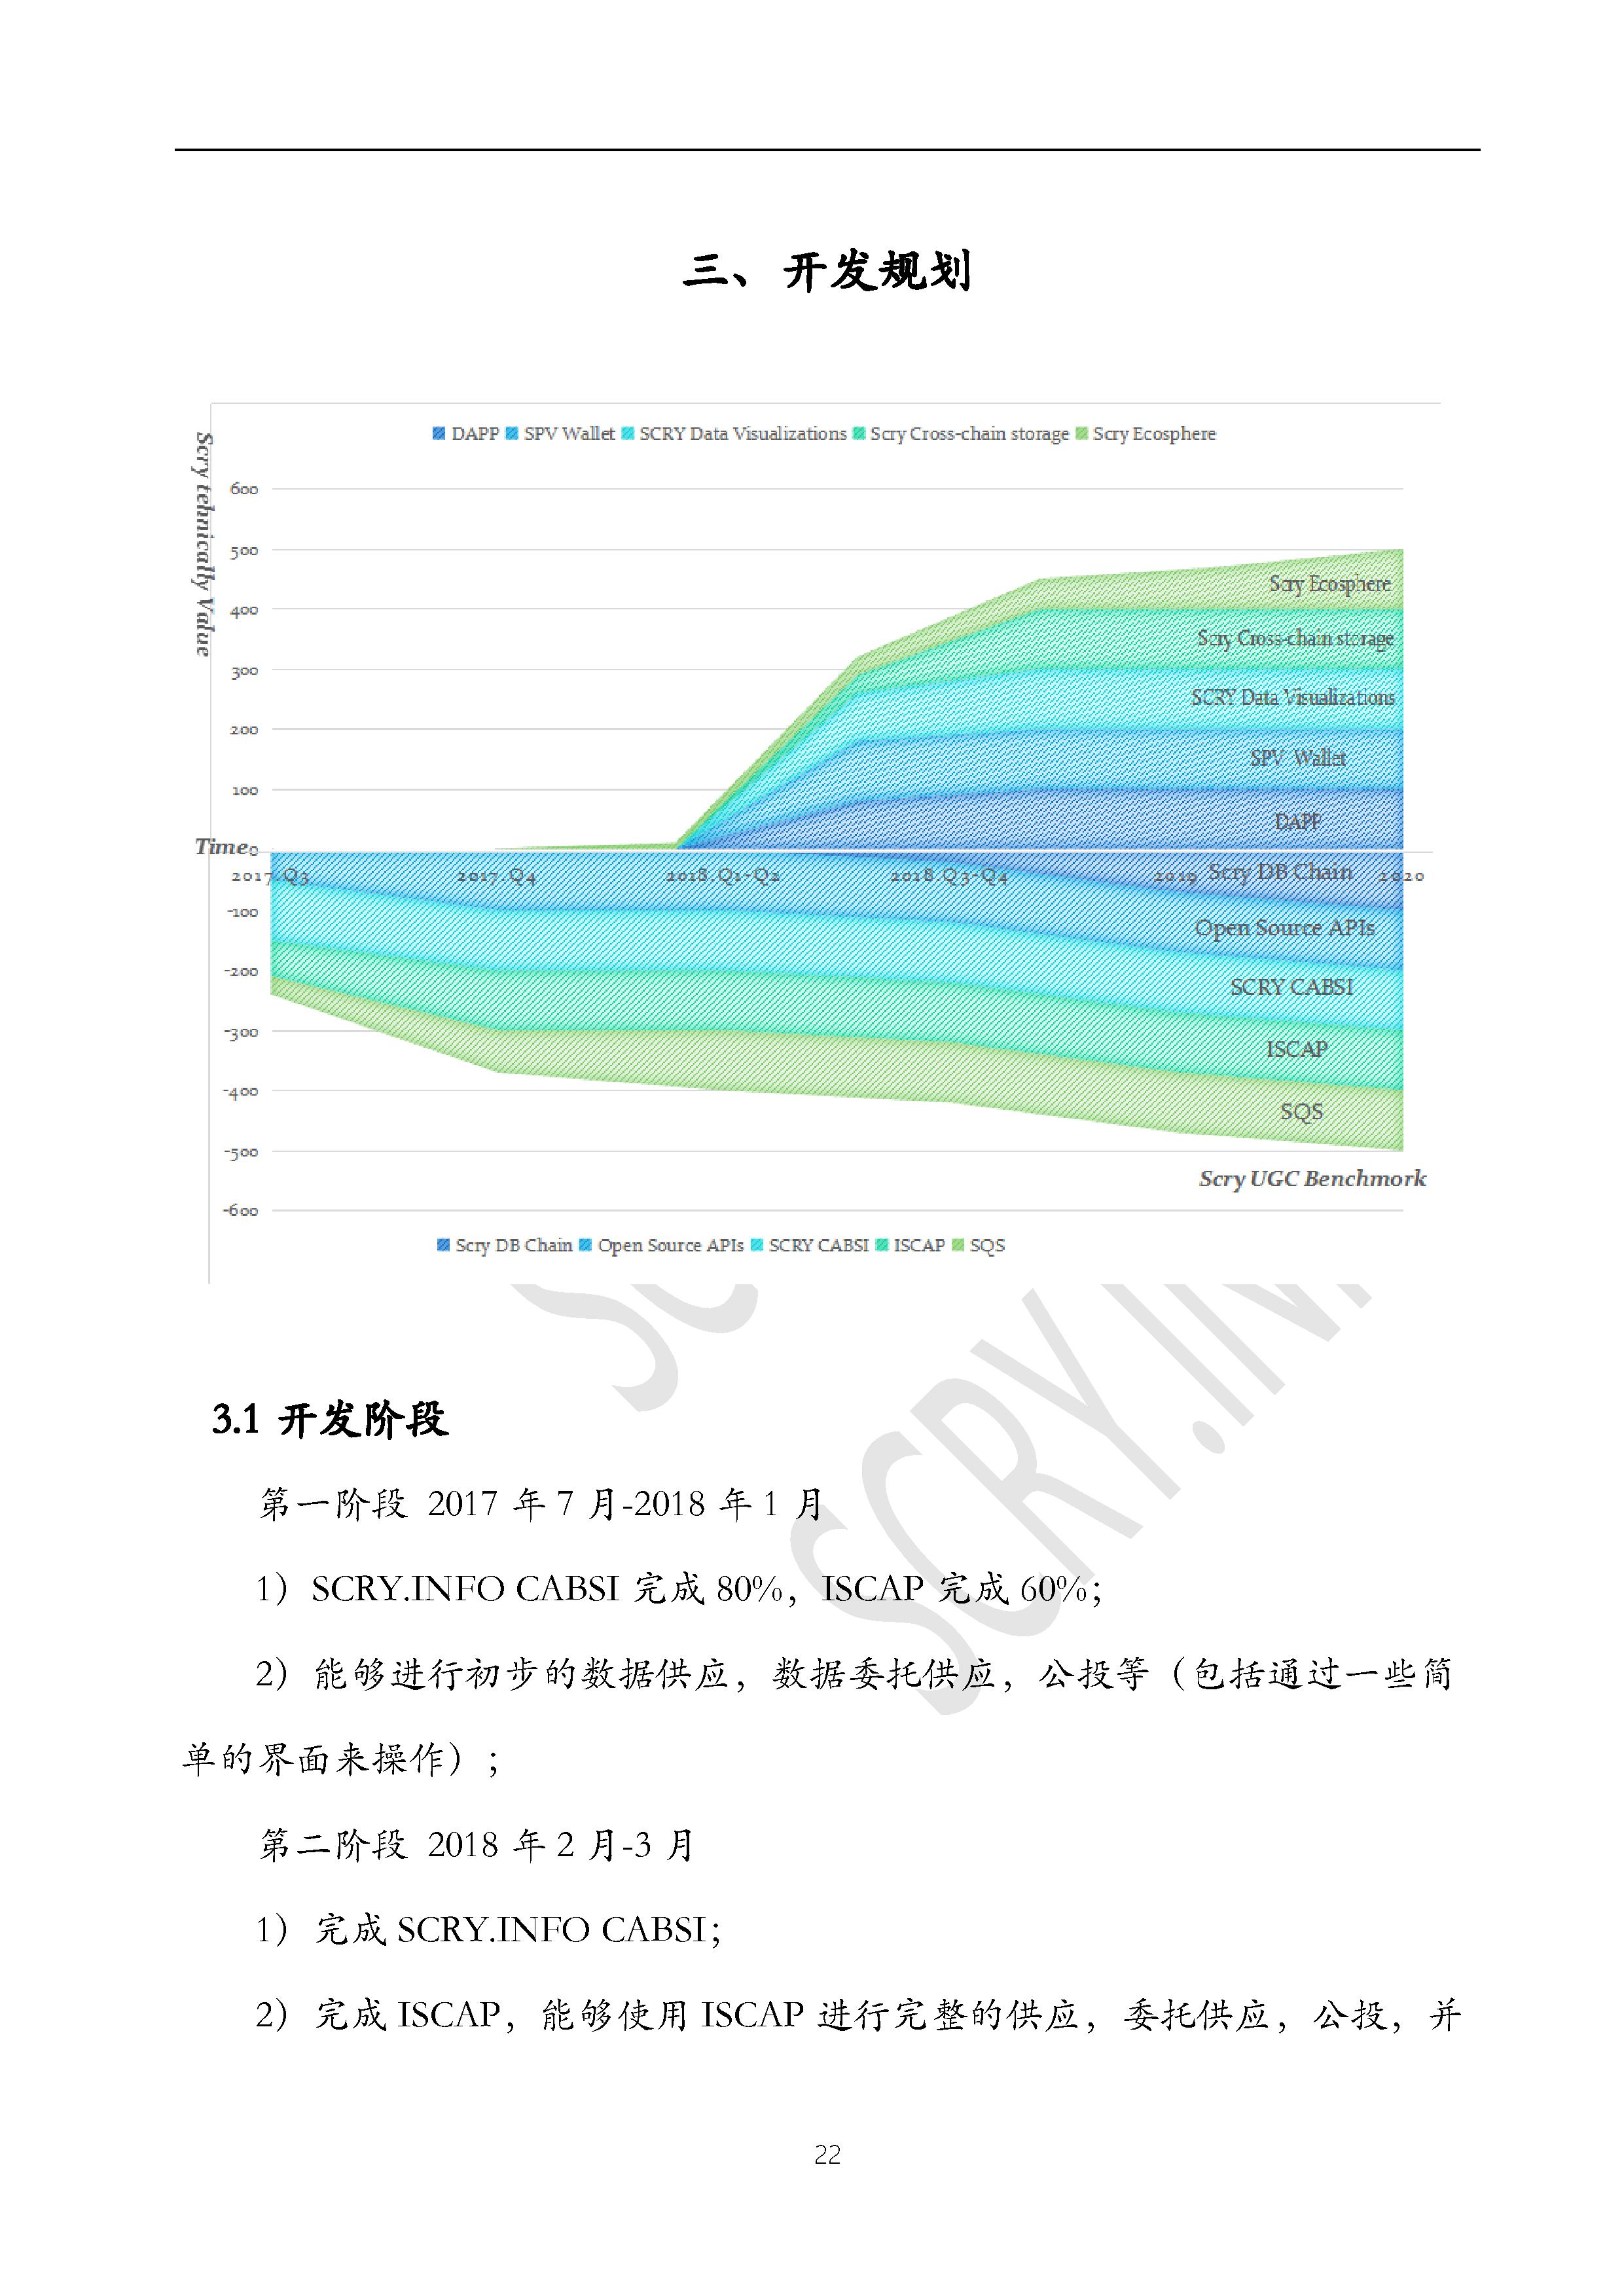 三、开发规划
DAPP SPV Wallet SCRY Data Visualizations Scry Cross-chain storage Scry Ecosphere
Scry tehnically Value
600
500
400
300
200
100
0
Time
Scry Ecosphere
Scry Cross-chain storage
SCRY Data Visualizations
SPV Wallet
DAPP
2017.Q3 2017.Q4 2018.Q1-Q2 2018.Q3-Q4 2019 2020
Scry DB Chain
Open Source APIs
SCRY CABSI
ISCAP
SQS
-100
-200
-300
-400
-500
-600
Scry UGC Benchmork
Scry DB Chain Open Source APIs SCRY CABSI ISCAP SQS
SCRY.IN
3.1 开发阶段
第一阶段 2017 年 7 月-2018 年 1 月
1）SCRY.INFO CABSI 完成 80%，ISCAP 完成 60%；
2）能够进行初步的数据供应，数据委托供应，公投等（包括通过一些简
单的界面来操作）；
第二阶段 2018 年 2 月-3 月
1）完成 SCRY.INFO CABSI；
2）完成 ISCAP，能够使用 ISCAP 进行完整的供应，委托供应，公投，并
22